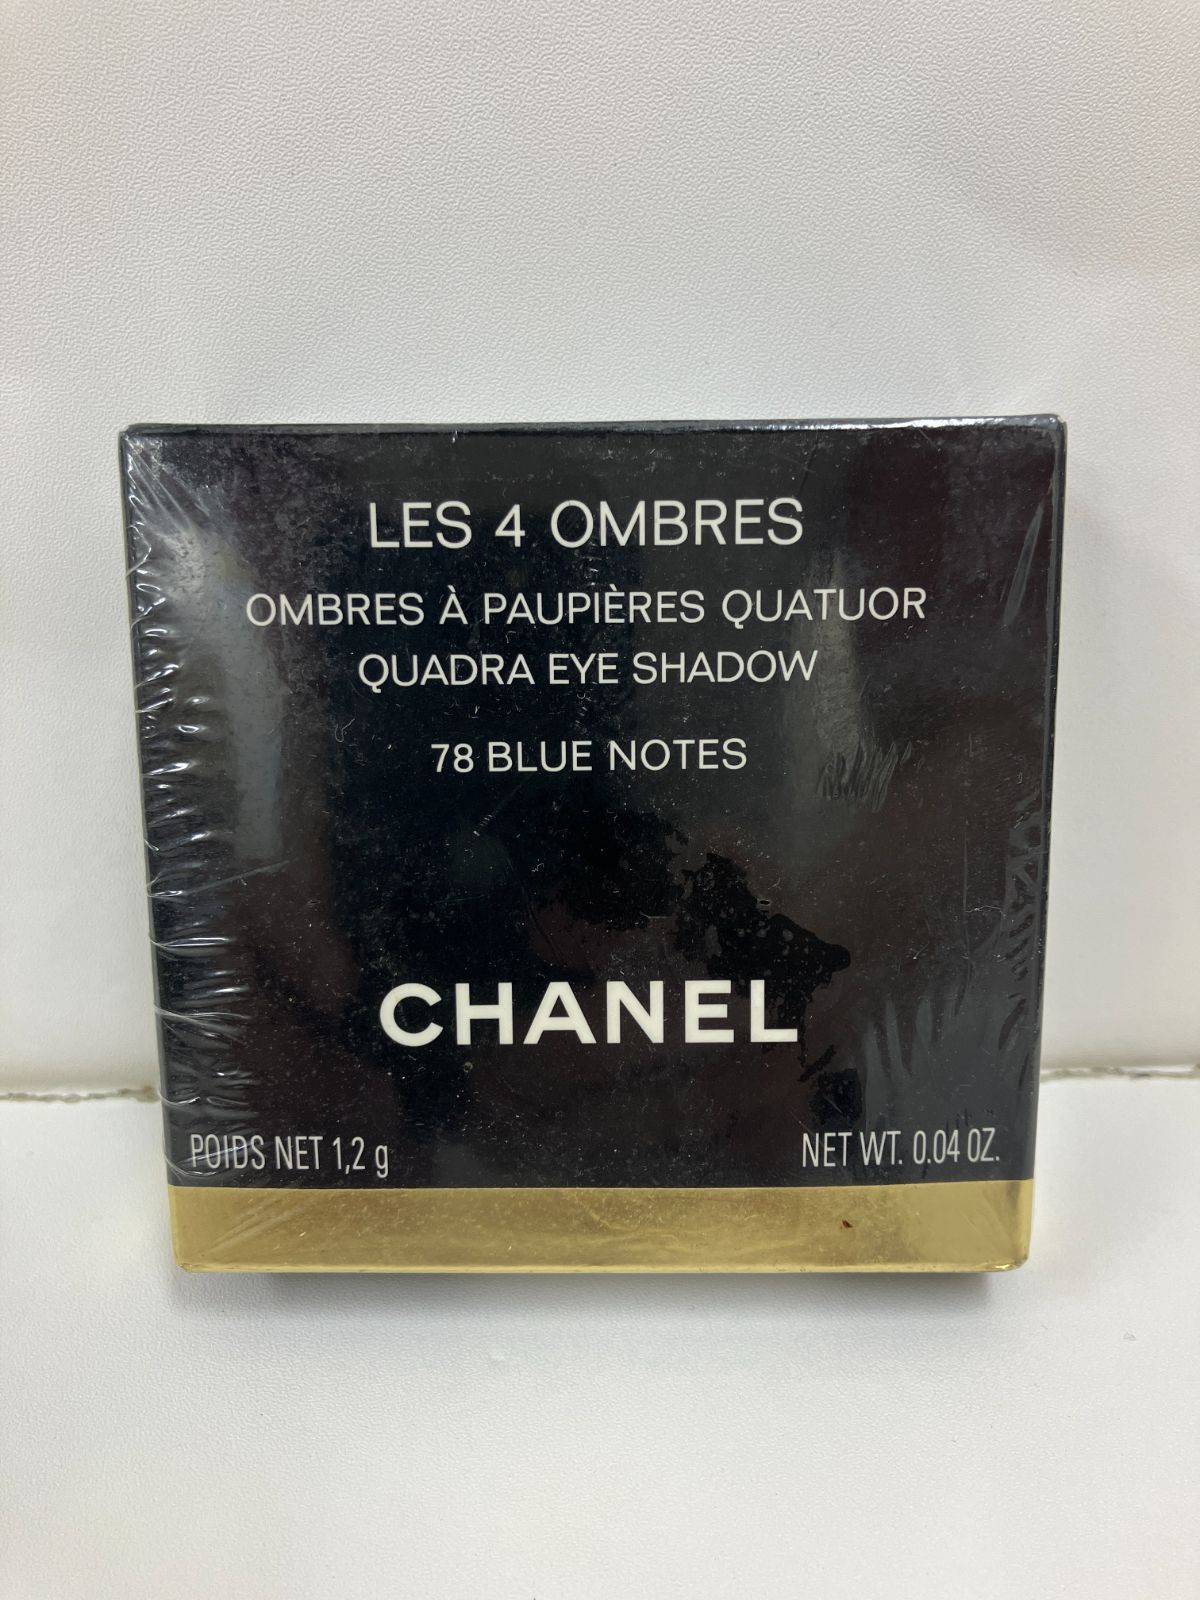 LES 4 OMBRES
OMBRES À PAUPIÈRES QUATUOR
QUADRA EYE SHADOW
78 BLUE NOTES
CHANEL
POIDS NET 1,2 g
NET WT. 0.04 OZ.